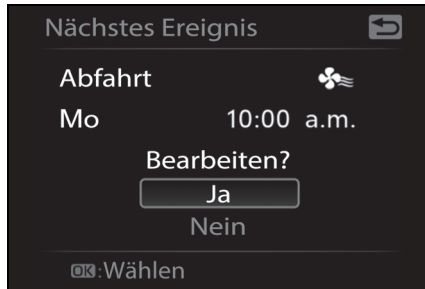 Nächstes Ereignis
Abfahrt
Mo 10:00 a.m.
Bearbeiten?
Ja
Nein
OK:Wählen